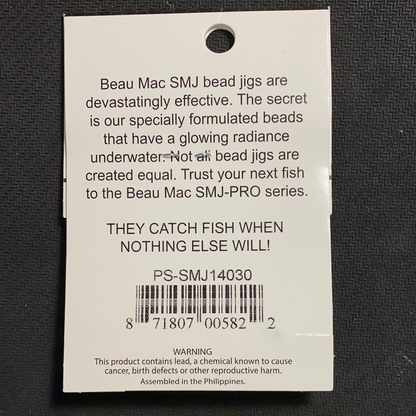 Beau Mac SMJ bead jigs are
devastatingly effective. The secret
is our specially formulated beads
that have a glowing radiance
underwater. Not all bead jigs are
created equal. Trust your next fish
to the Beau Mac SMJ-PRO series.
THEY CATCH FISH WHEN
NOTHING ELSE WILL!
PS-SMJ14030
8 71807 00582 2
WARNING
This product contains lead, a chemical known to cause
cancer, birth defects or other reproductive harm.
Assembled in the Philippines.